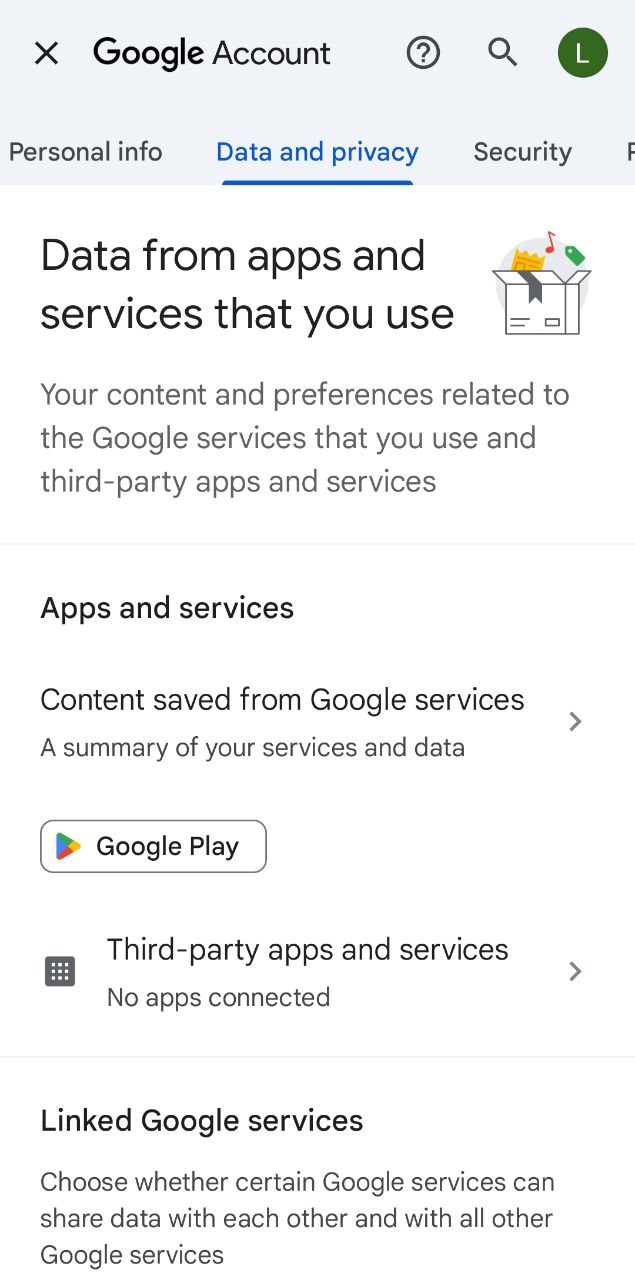 Google Account
L
Personal info
Data and privacy
Security
Data from apps and
services that you use
Your content and preferences related to
the Google services that you use and
third-party apps and services
Apps and services
Content saved from Google services
A summary of your services and data
Google Play
Third-party apps and services
No apps connected
Linked Google services
Choose whether certain Google services can
share data with each other and with all other
Google services